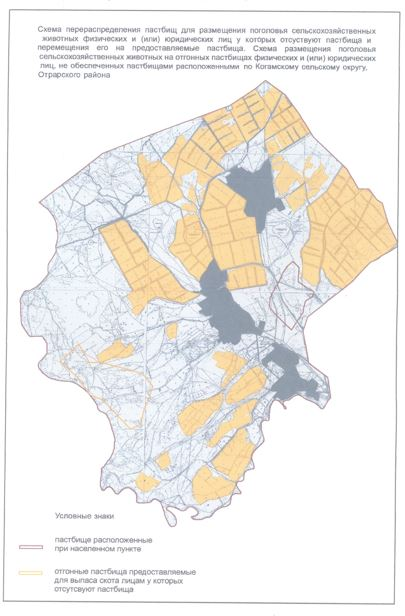 Схема перераспределения пастбищ для размещения поголовья сельскохозяйственных
животных физических и (или) юридических лиц у которых отсуствуют пастбища и
перемещения его на предоставляемые пастбища. Схема размещения поголовья
сельскохозяйственных животных на отгонных пастбищах физических и (или) юридических
лиц, не обеспеченных пастбищами расположенными по Когамскому сельскому округу,
Отрарского района
Условные знаки
пастбище расположенные
при населенном пункте
отгонные пастбища предоставляемые
для выпаса скота лицам у которых
отсутсвуют пастбища